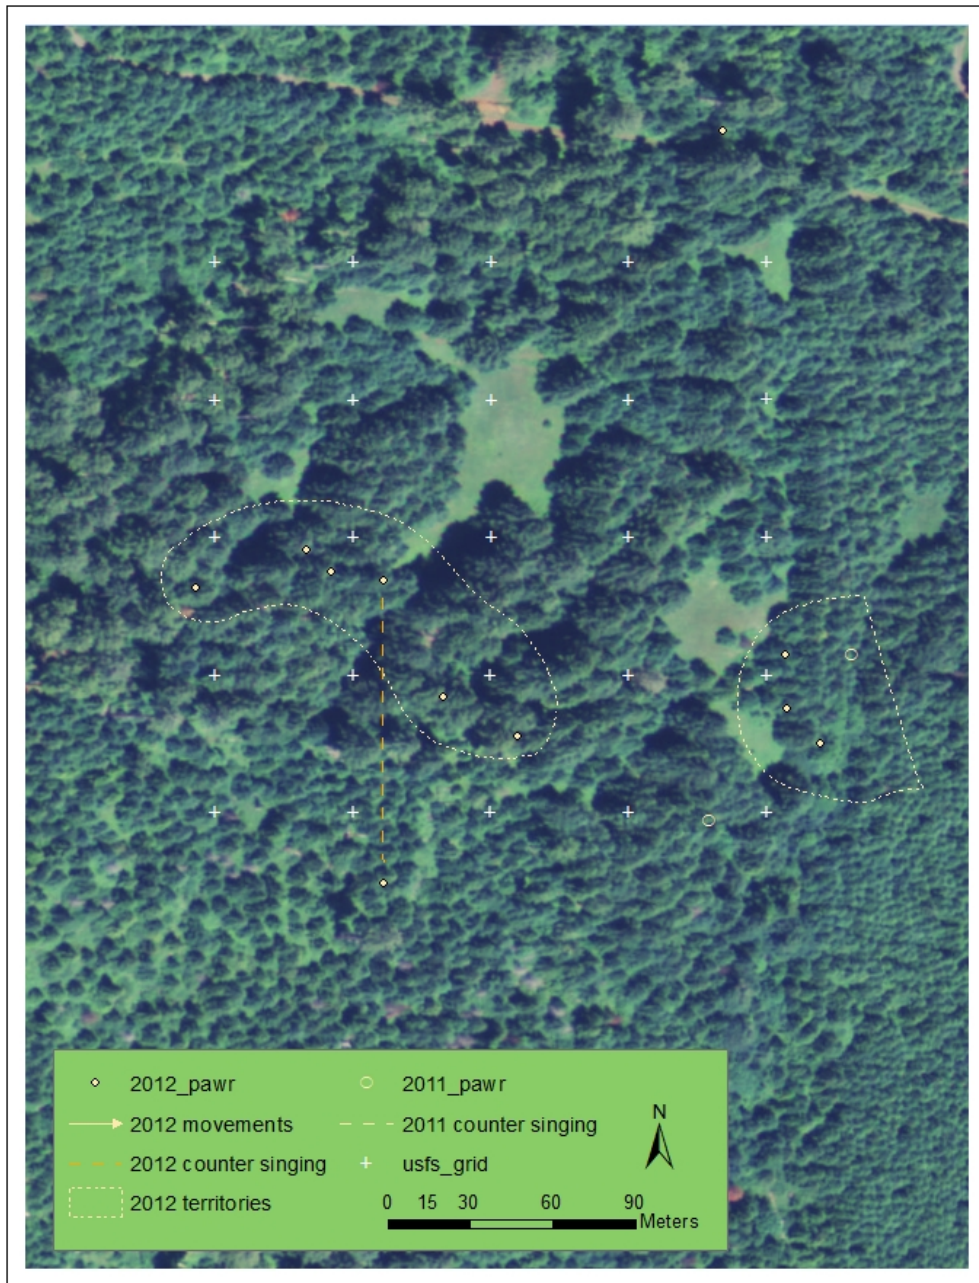 2012_pawr
2011_pawr
2012 movements
2011 counter singing
2012 counter singing
usfs_grid
2012 territories
N
0 15 30 60 90
Meters